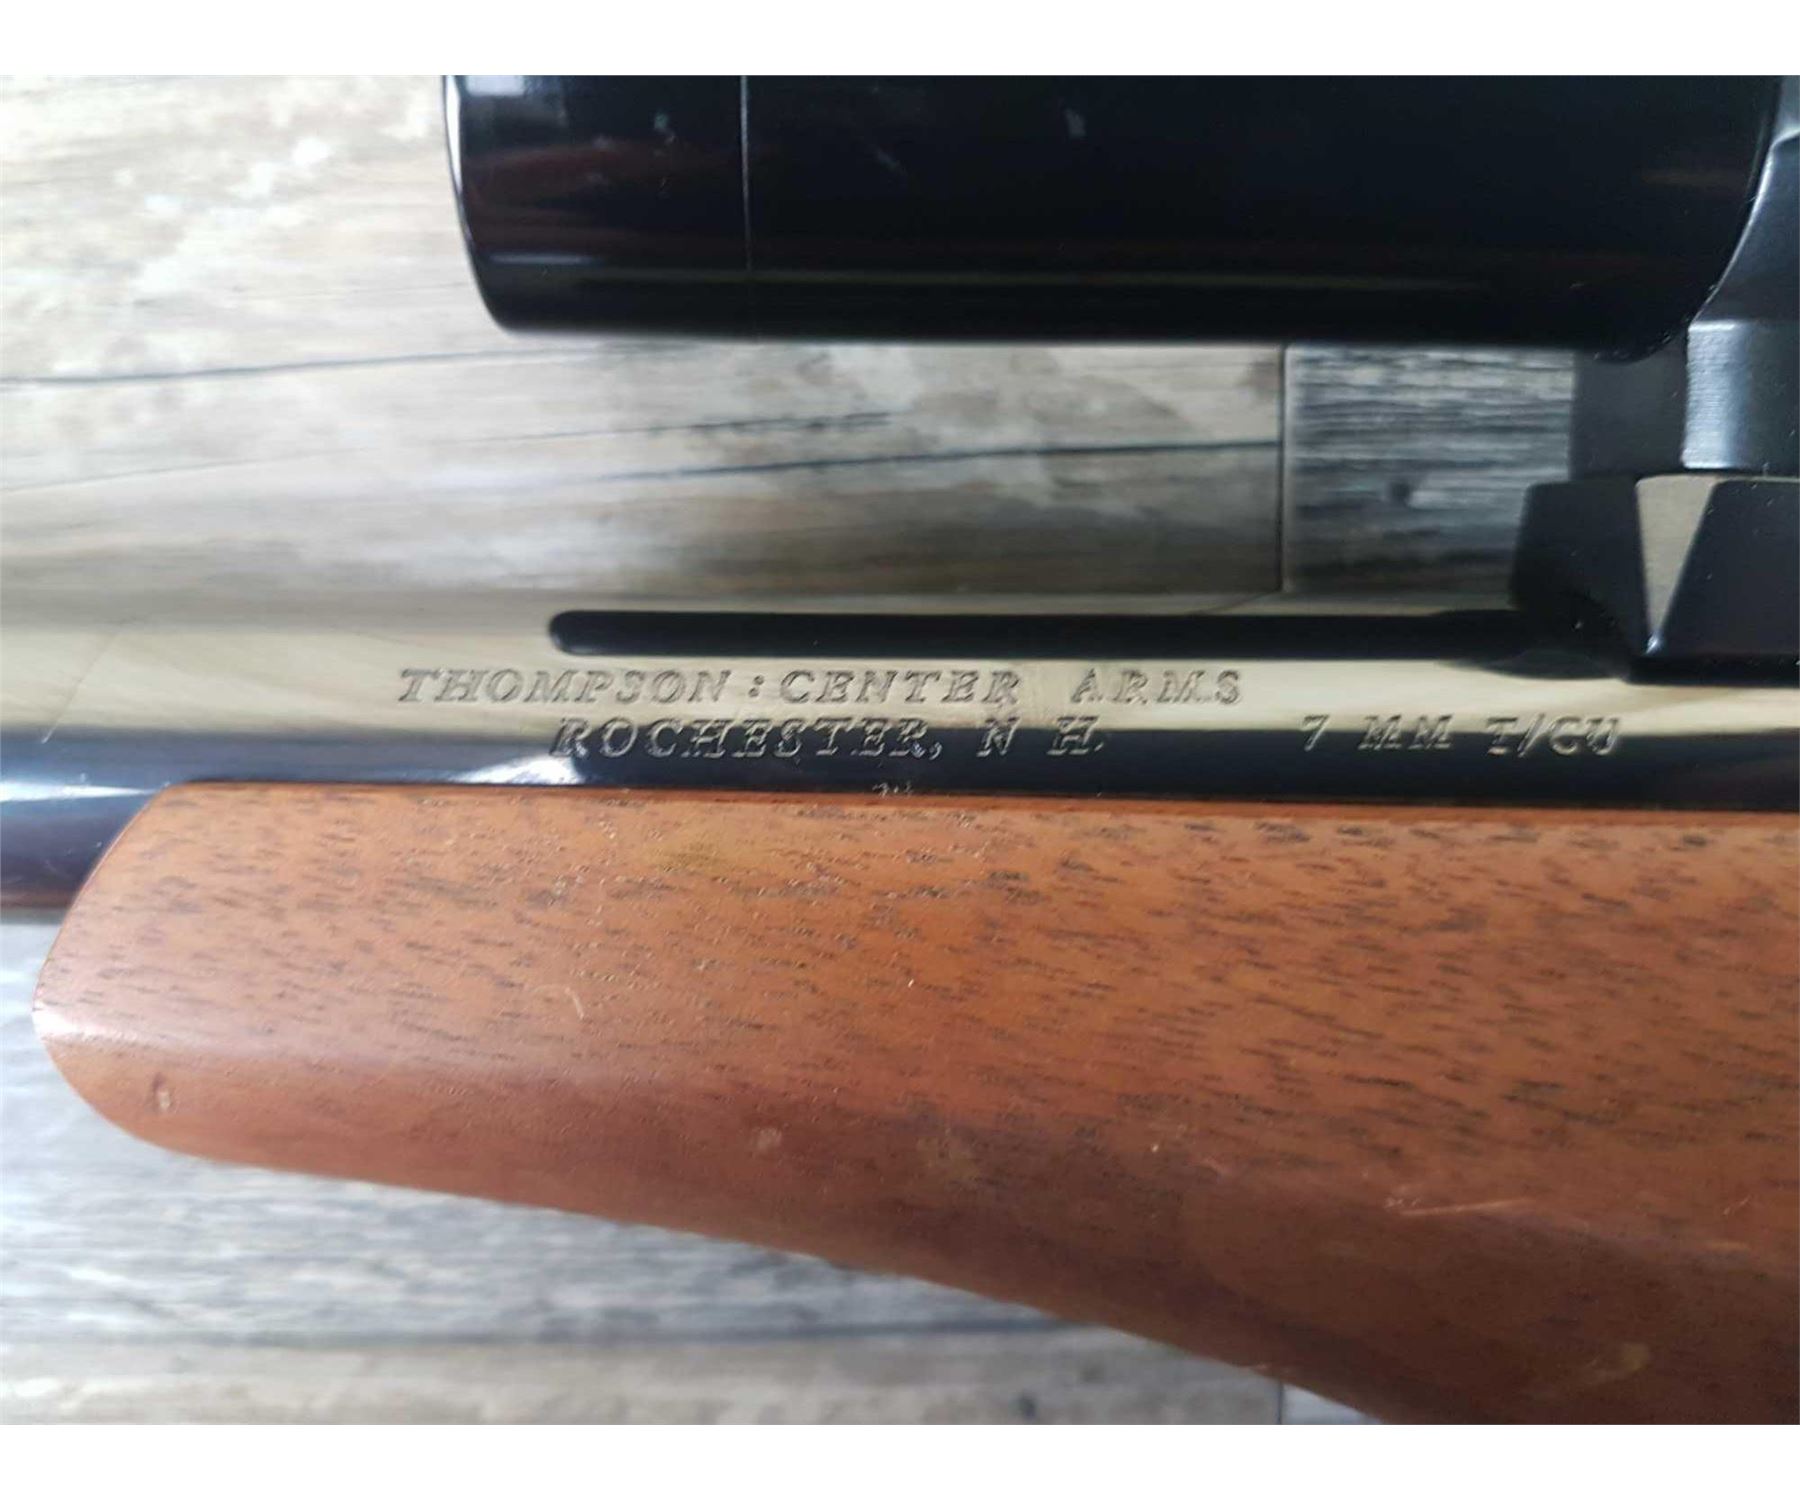 THOMPSON : CENTER ARMS
ROCHESTER, N H. 7 MM T/CU